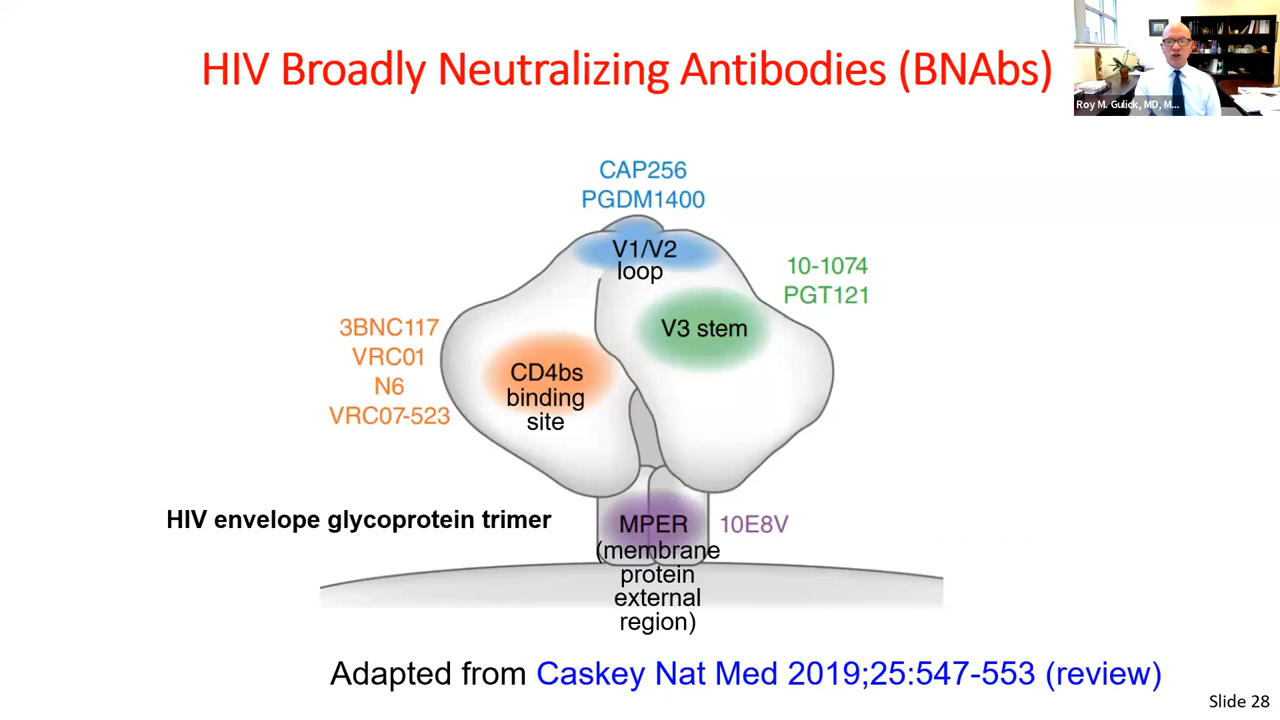 HIV Broadly Neutralizing Antibodies (BNAbs)
Roy M. Gulick, MD, M...
CAP256
PGDM1400
V1/V2
loop
10-1074
PGT121
V3 stem
3BNC117
VRC01
N6
VRC07-523
CD4bs
binding
site
HIV envelope glycoprotein trimer
MPER
(membrane
protein
external
region)
10E8V
Adapted from Caskey Nat Med 2019;25:547-553 (review)
Slide 28